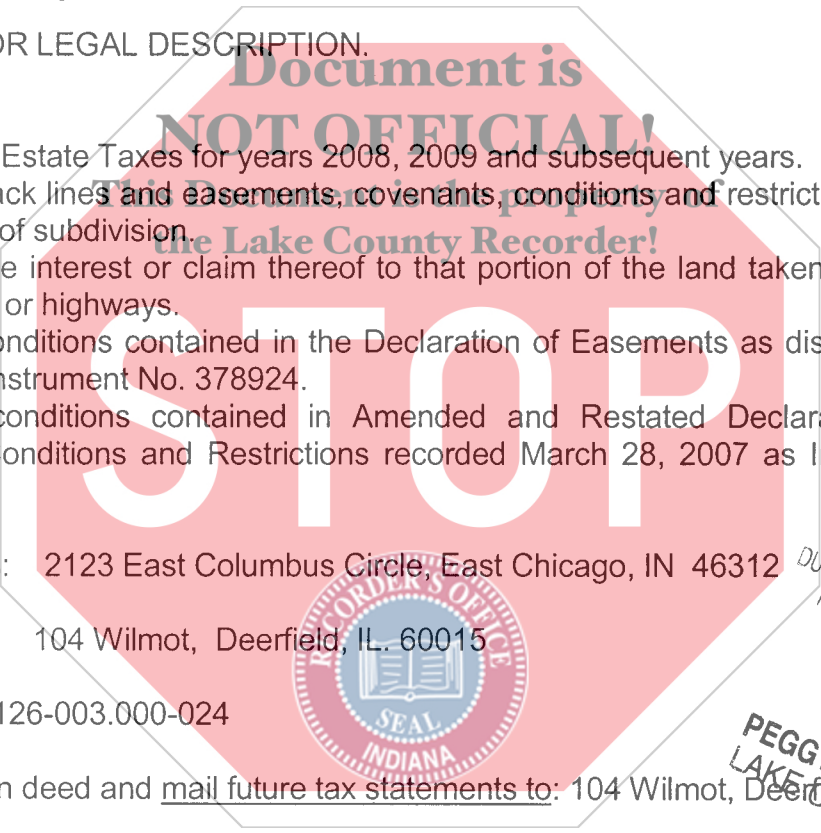 OR LEGAL DESCRIPTION.
Document is
NOT OFFICIAL!
Estate Taxes for years 2008, 2009 and subsequent years.
ack lines and easements, covenants, conditions and restrict
This Document is the property of
of subdivision.
the Lake County Recorder!
e interest or claim thereof to that portion of the land taken
or highways.
STOP
onditions contained in the Declaration of Easements as dis
nstrument No. 378924.
conditions contained in Amended and Restated Declara
onditions and Restrictions recorded March 28, 2007 as I
: 2123 East Columbus Circle, East Chicago, IN 46312
DU
RECORDER'S OFFICE
104 Wilmot, Deerfield, IL. 60015
126-003.000-024
SEAL
INDIANA
PEGG
LAKE C
n deed and mail future tax statements to: 104 Wilmot, Deerf